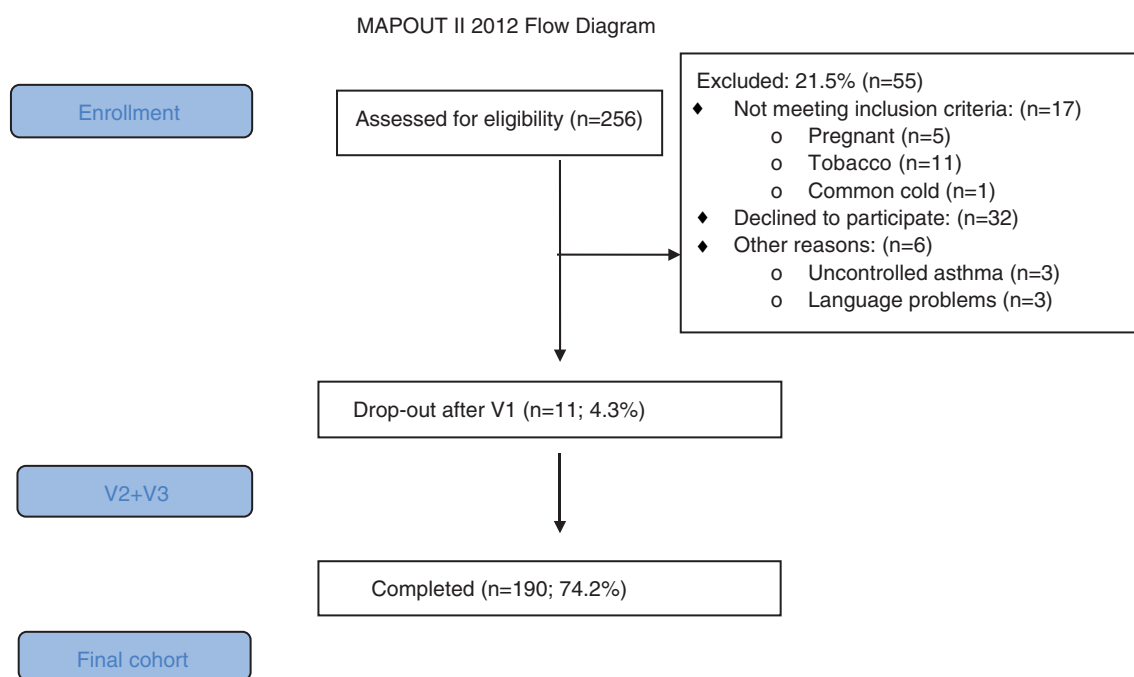 MAPOUT II 2012 Flow Diagram
Enrollment
Assessed for eligibility (n=256)
Excluded: 21.5% (n=55)
♦ Not meeting inclusion criteria: (n=17)
o Pregnant (n=5)
o Tobacco (n=11)
o Common cold (n=1)
♦ Declined to participate: (n=32)
♦ Other reasons: (n=6)
o Uncontrolled asthma (n=3)
o Language problems (n=3)
Drop-out after V1 (n=11; 4.3%)
V2+V3
Completed (n=190; 74.2%)
Final cohort